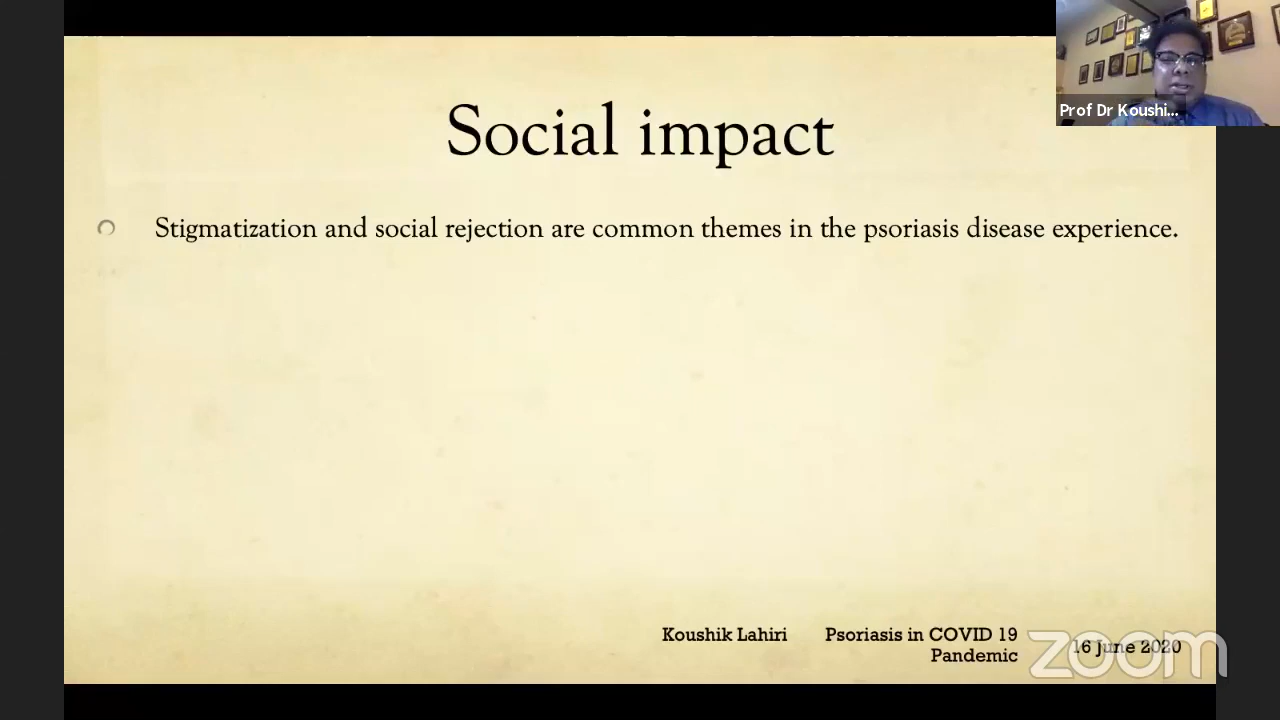 Prof Dr Koushi...
Social impact
Stigmatization and social rejection are common themes in the psoriasis disease experience.
Koushik Lahiri
Psoriasis in COVID 19
Pandemic
16 June 2020
zoom